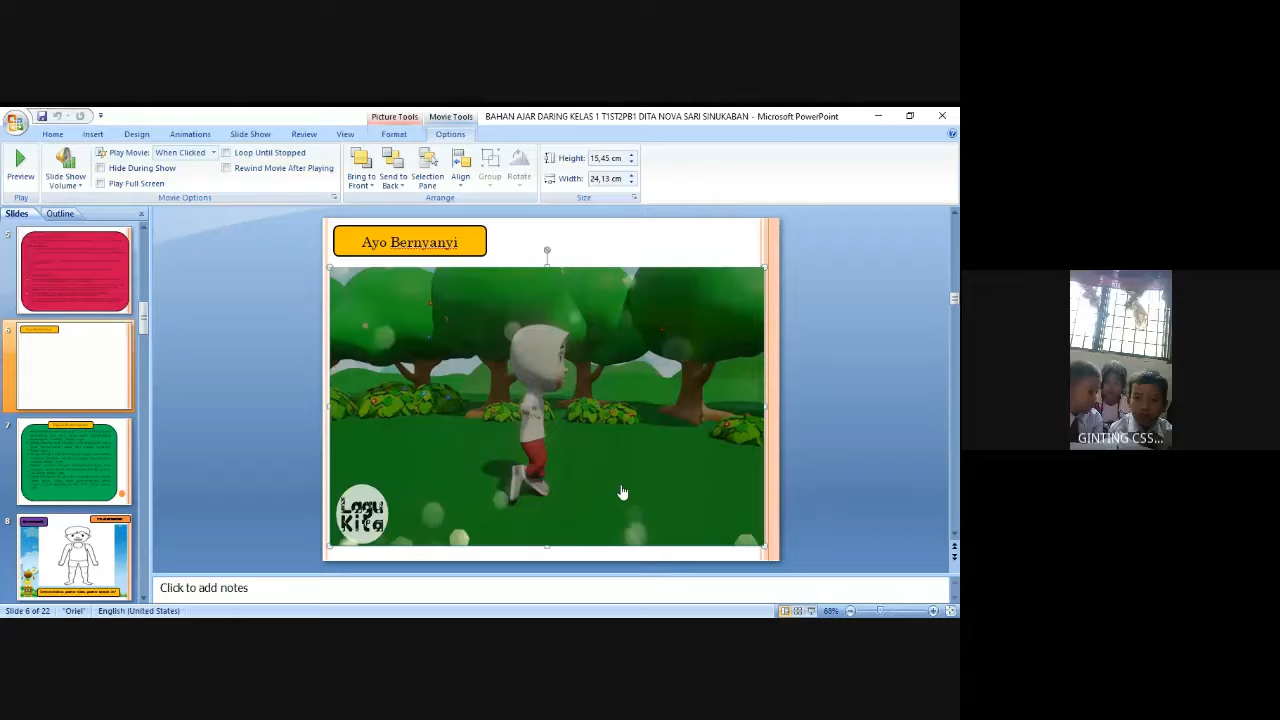 Picture Tools
Movie Tools
BAHAN AJAR DARING KELAS 1 T1ST2PB1 DITA NOVA SARI SINUKABAN - Microsoft PowerPoint
Home
Insert
Design
Animations
Slide Show
Review
View
Format
Options
Preview
Play
Slide Show Volume
Play Movie:
When Clicked
Hide During Show
Play Full Screen
Loop Until Stopped
Rewind Movie After Playing
Movie Options
Bring to Front
Send to Back
Selection Pane
Align
Group
Rotate
Arrange
Height:
15,45 cm
Width:
24,13 cm
Size
Slides
Outline
5
6
7
8
Ayo Bernyanyi
Lagu
Kita
GINTING CSS...
Click to add notes
Slide 6 of 22
"Oriel"
English (United States)
68%